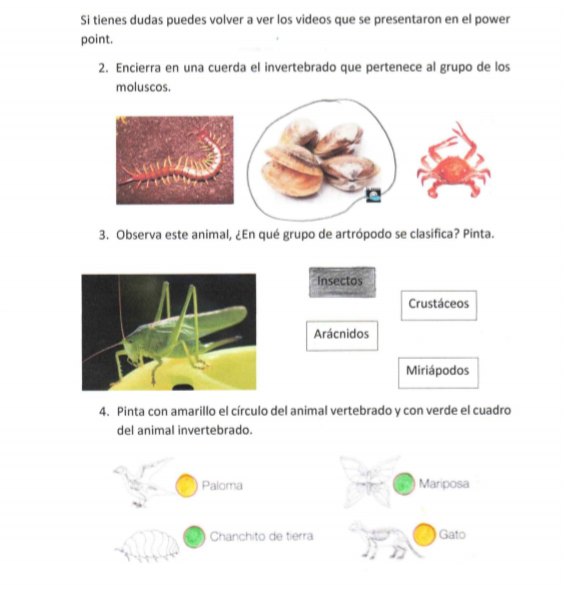 Si tienes dudas puedes volver a ver los videos que se presentaron en el power
point.
2. Encierra en una cuerda el invertebrado que pertenece al grupo de los
moluscos.
3. Observa este animal, ¿En qué grupo de artrópodo se clasifica? Pinta.
Insectos
Crustáceos
Arácnidos
Miriápodos
4. Pinta con amarillo el círculo del animal vertebrado y con verde el cuadro
del animal invertebrado.
Paloma
Mariposa
Chanchito de tierra
Gato